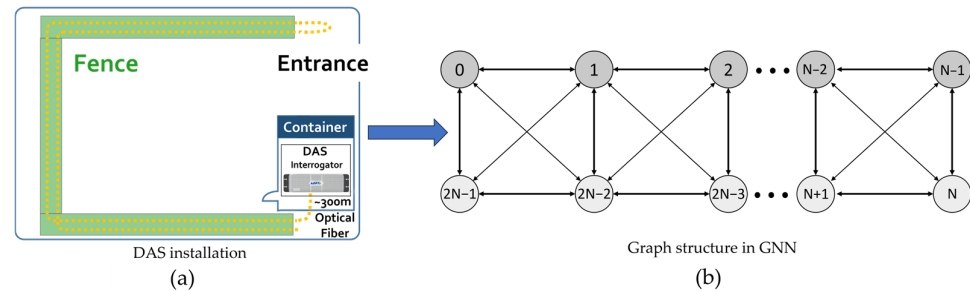 Fence
Entrance
Container
DAS
Interrogator
~300m
Optical
Fiber
DAS installation
(a)
0
1
2
N−2
N−1
2N−1
2N−2
2N−3
N+1
N
Graph structure in GNN
(b)